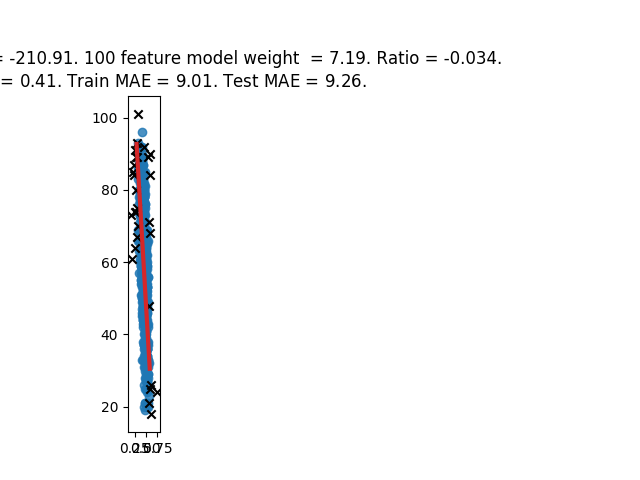 = -210.91. 100 feature model weight  = 7.19. Ratio = -0.034.
= 0.41. Train MAE = 9.01. Test MAE = 9.26.
100
80
60
40
20